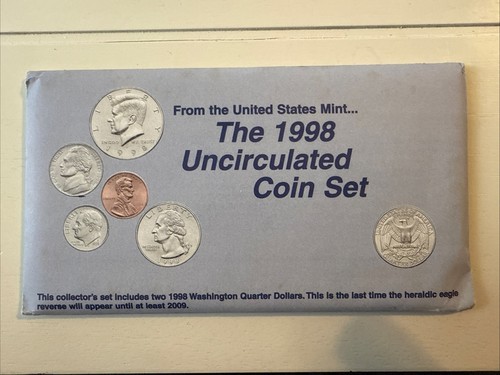 From the United States Mint...
The 1998
Uncirculated
Coin Set
This collector's set includes two 1998 Washington Quarter Dollars. This is the last time the heraldic eagle
reverse will appear until at least 2009.